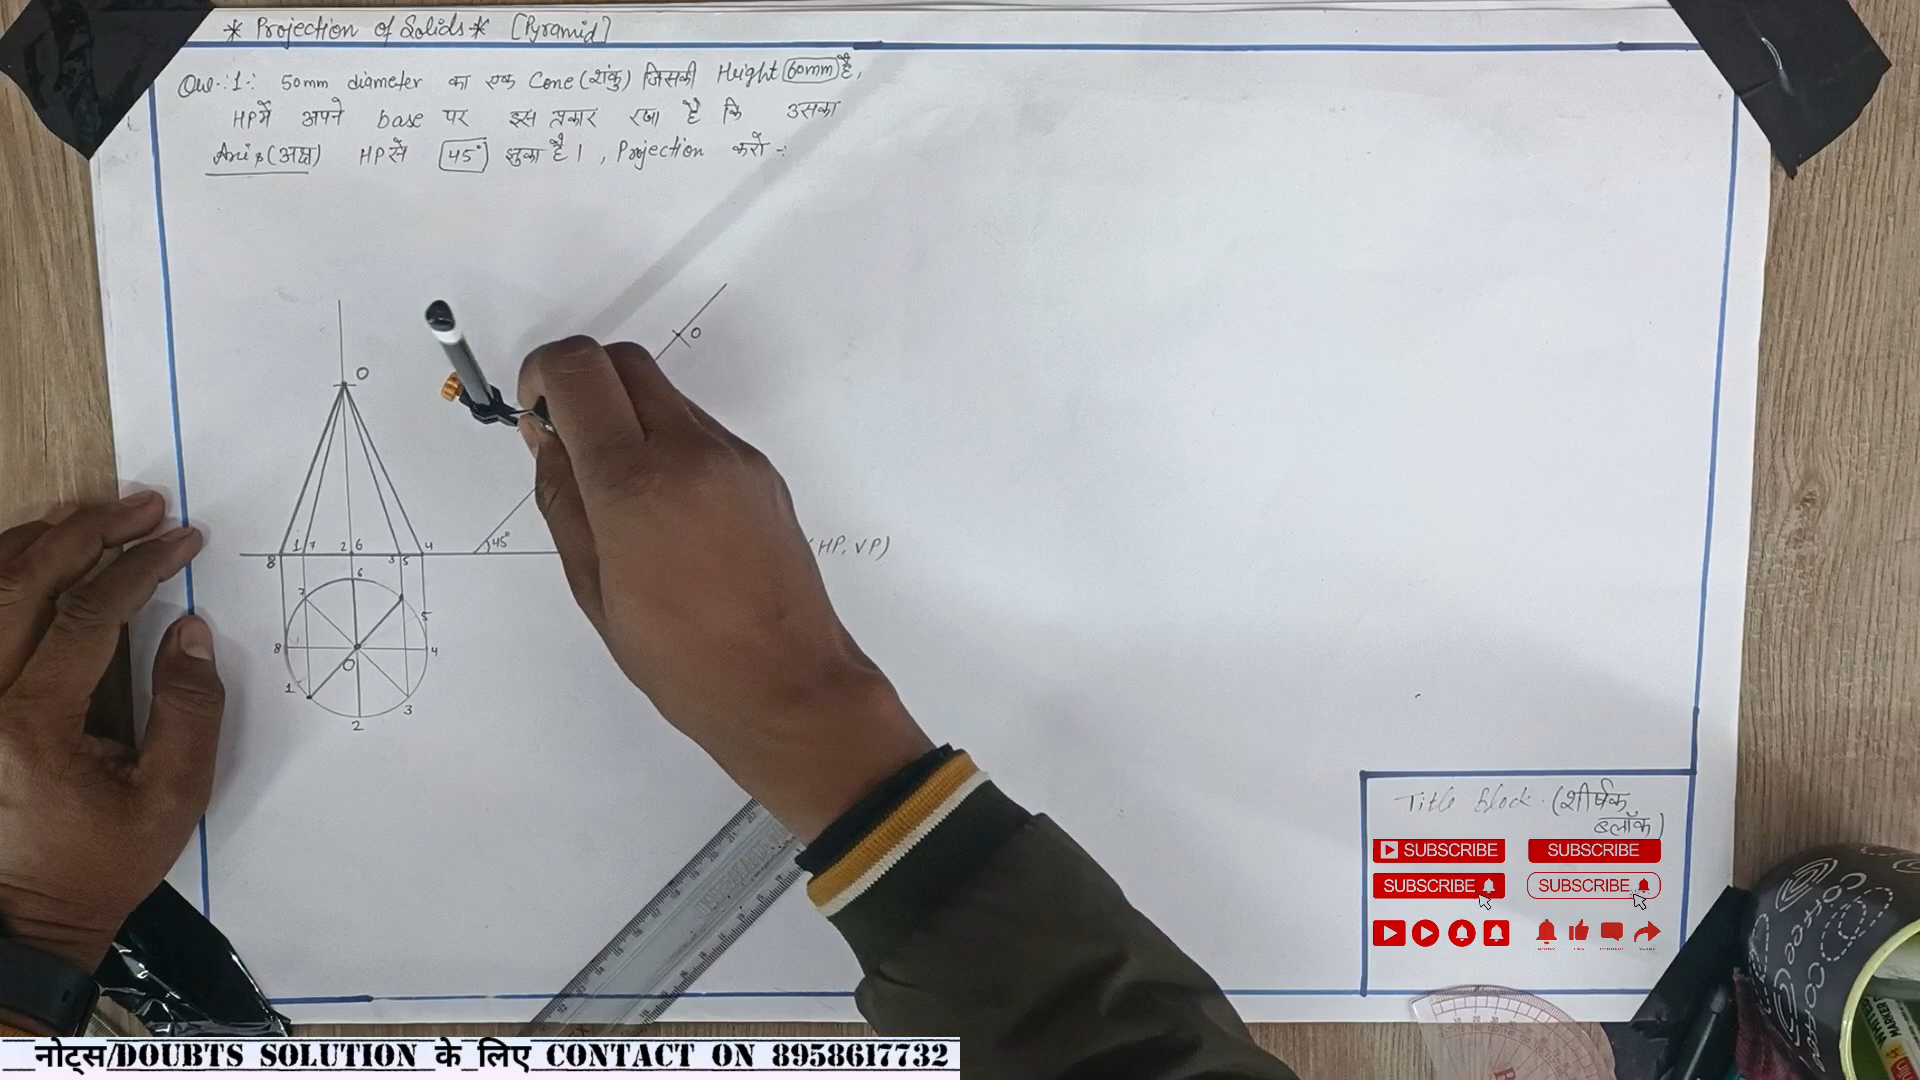 * Projection of Solids * [Pyramid]
Que.:1.: 50mm diameter का एक Cone (शंकु) जिसकी Height 60mm है,
HP में अपने base पर इस प्रकार रखा है कि उसका
Axis (अक्ष) HP से 45° झुका है। , Projection करो -:
O
O
1 7 2 6 3 5 4
45°
(HP, VP)
8
6
7
5
8 1 4
O
1
3
2
Title Block. (शीर्षक
ब्लॉक)
SUBSCRIBE SUBSCRIBE
SUBSCRIBE SUBSCRIBE
नोट्स/DOUBTS SOLUTION के लिए CONTACT ON 8958617732